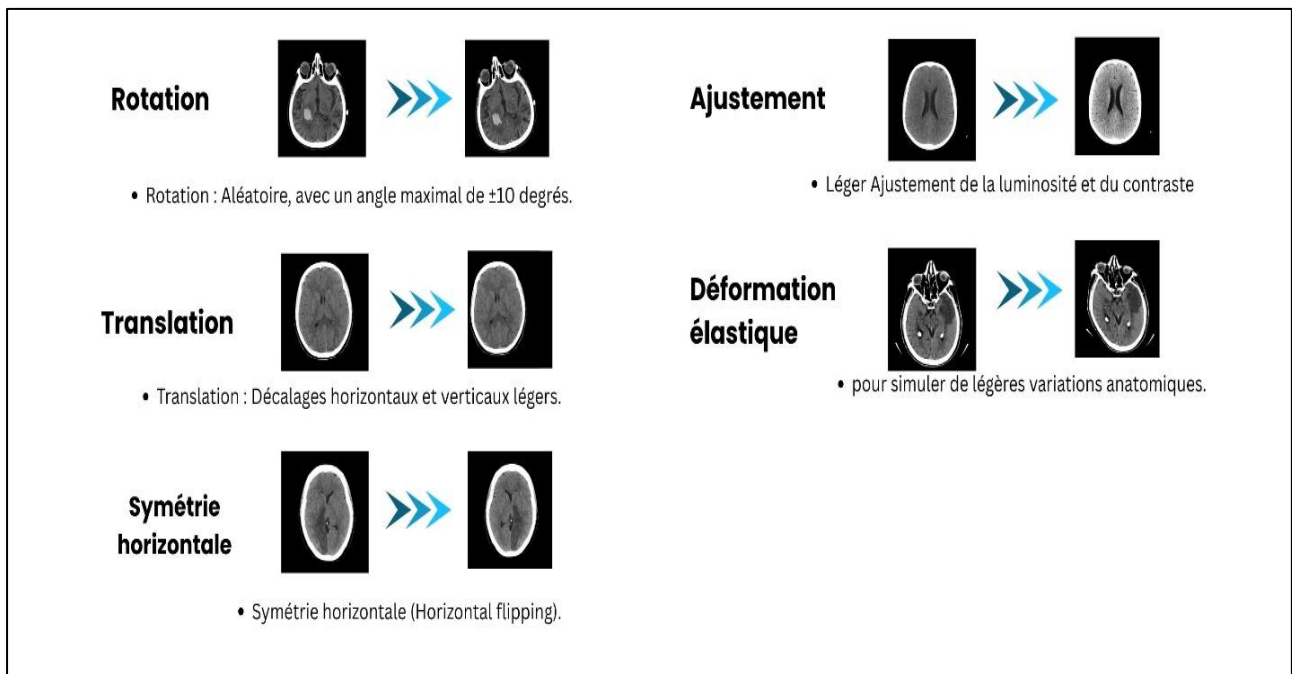 Rotation
• Rotation : Aléatoire, avec un angle maximal de ±10 degrés.
Translation
• Translation : Décalages horizontaux et verticaux légers.
Symétrie
horizontale
• Symétrie horizontale (Horizontal flipping).
Ajustement
• Léger Ajustement de la luminosité et du contraste
Déformation
élastique
• pour simuler de légères variations anatomiques.